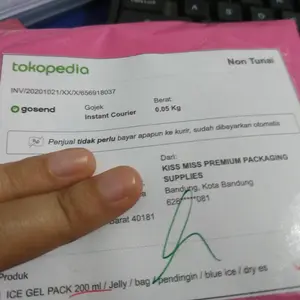 tokopedia
Non Tunai
INV/20201021/XX/X/656918037
gosend
Gojek
Instant Courier
Berat:
0,05 Kg
Penjual tidak perlu bayar apapun ke kurir, sudah dibayarkan otomatis
Dari:
KISS MISS PREMIUM PACKAGING
SUPPLIES
Bandung, Kota Bandung
628*****081
Barat 40181
Produk
ICE GEL PACK 200 ml / Jelly / bag / pendingin / blue ice / dry es